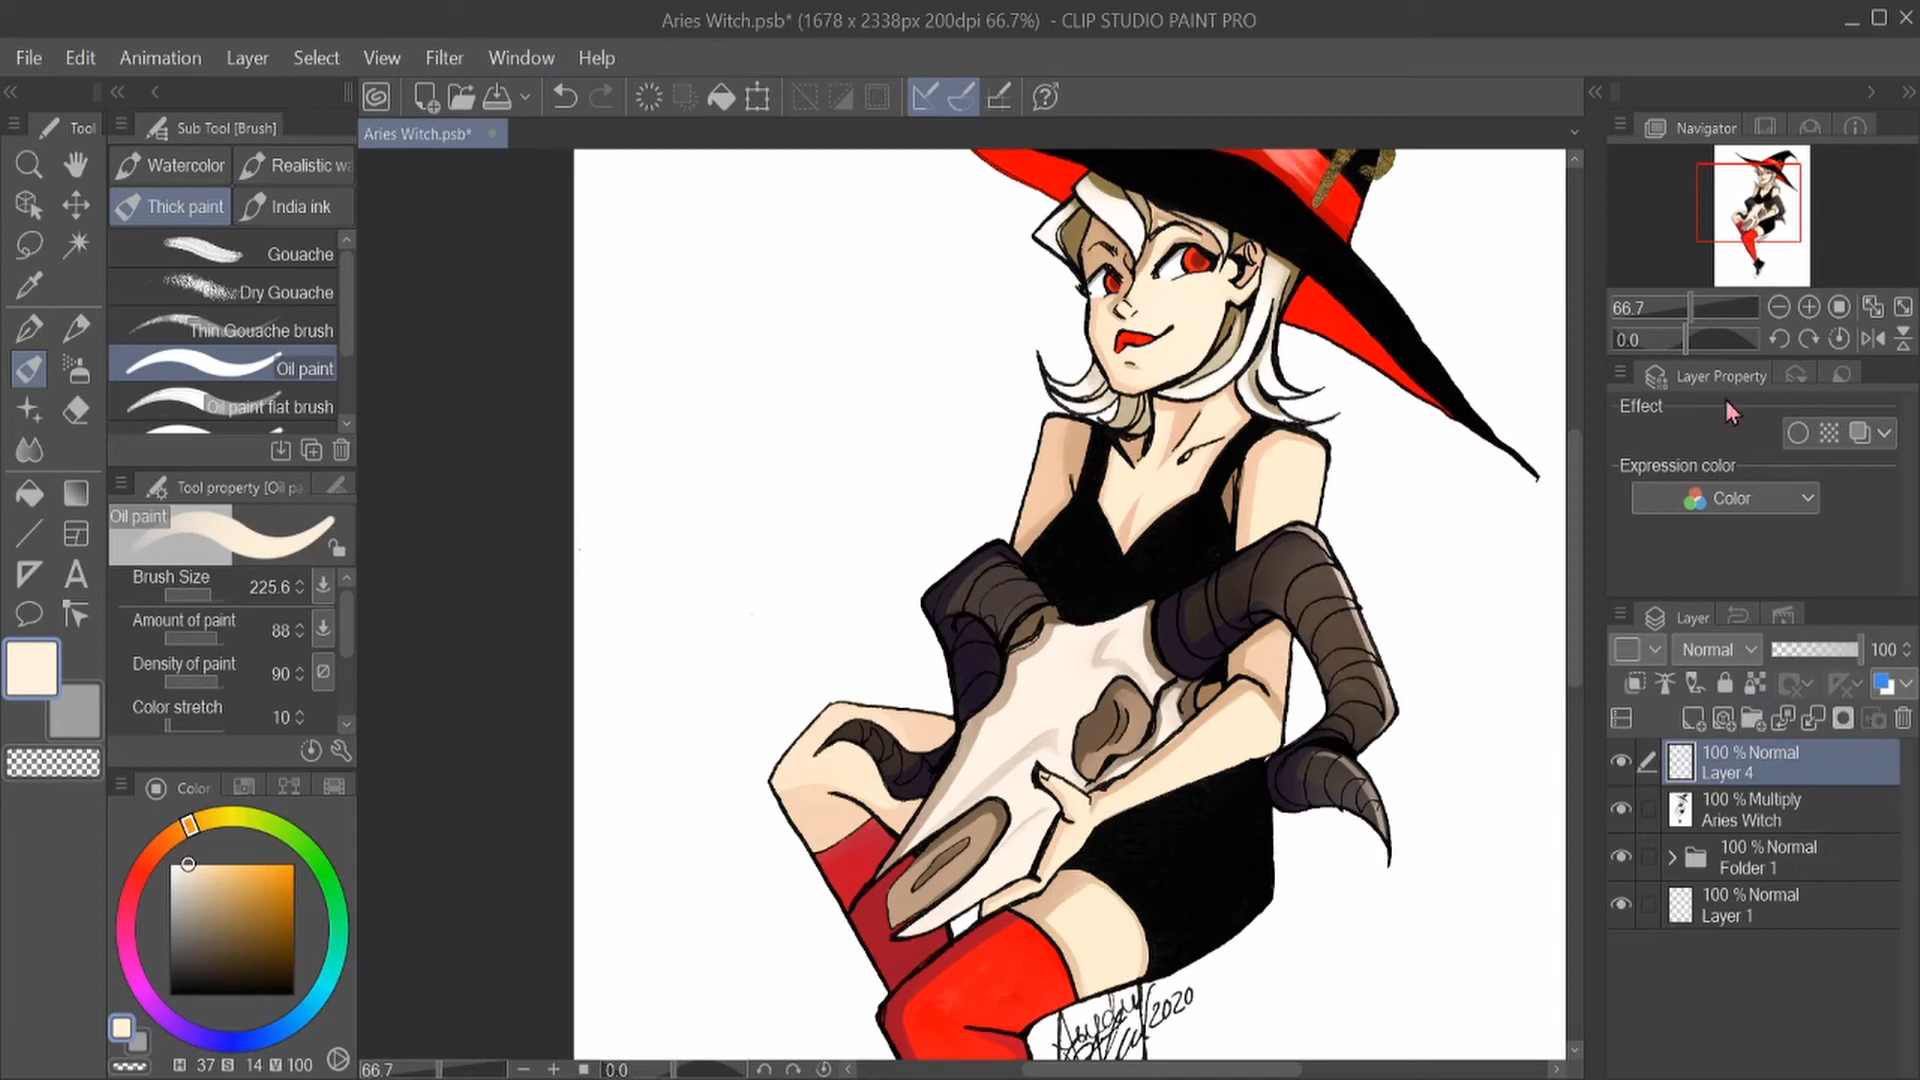 Aries Witch.psb* (1678 x 2338px 200dpi 66.7%) - CLIP STUDIO PAINT PRO
File Edit Animation Layer Select View Filter Window Help
Tool
Sub Tool [Brush]
Aries Witch.psb*
Navigator
Watercolor
Realistic wa
Thick paint
India ink
Gouache
Dry Gouache
Thin Gouache brush
Oil paint
Oil paint flat brush
66.7
0.0
Layer Property
Effect
Expression color
Color
Tool property [Oil pa
Oil paint
Brush Size 225.6
Amount of paint 88
Density of paint 90
Color stretch 10
Layer
Normal 100
100 % Normal
Layer 4
100 % Multiply
Aries Witch
100 % Normal
Folder 1
100 % Normal
Layer 1
Color
H 37 S 14 V 100
2020
66.7
0.0